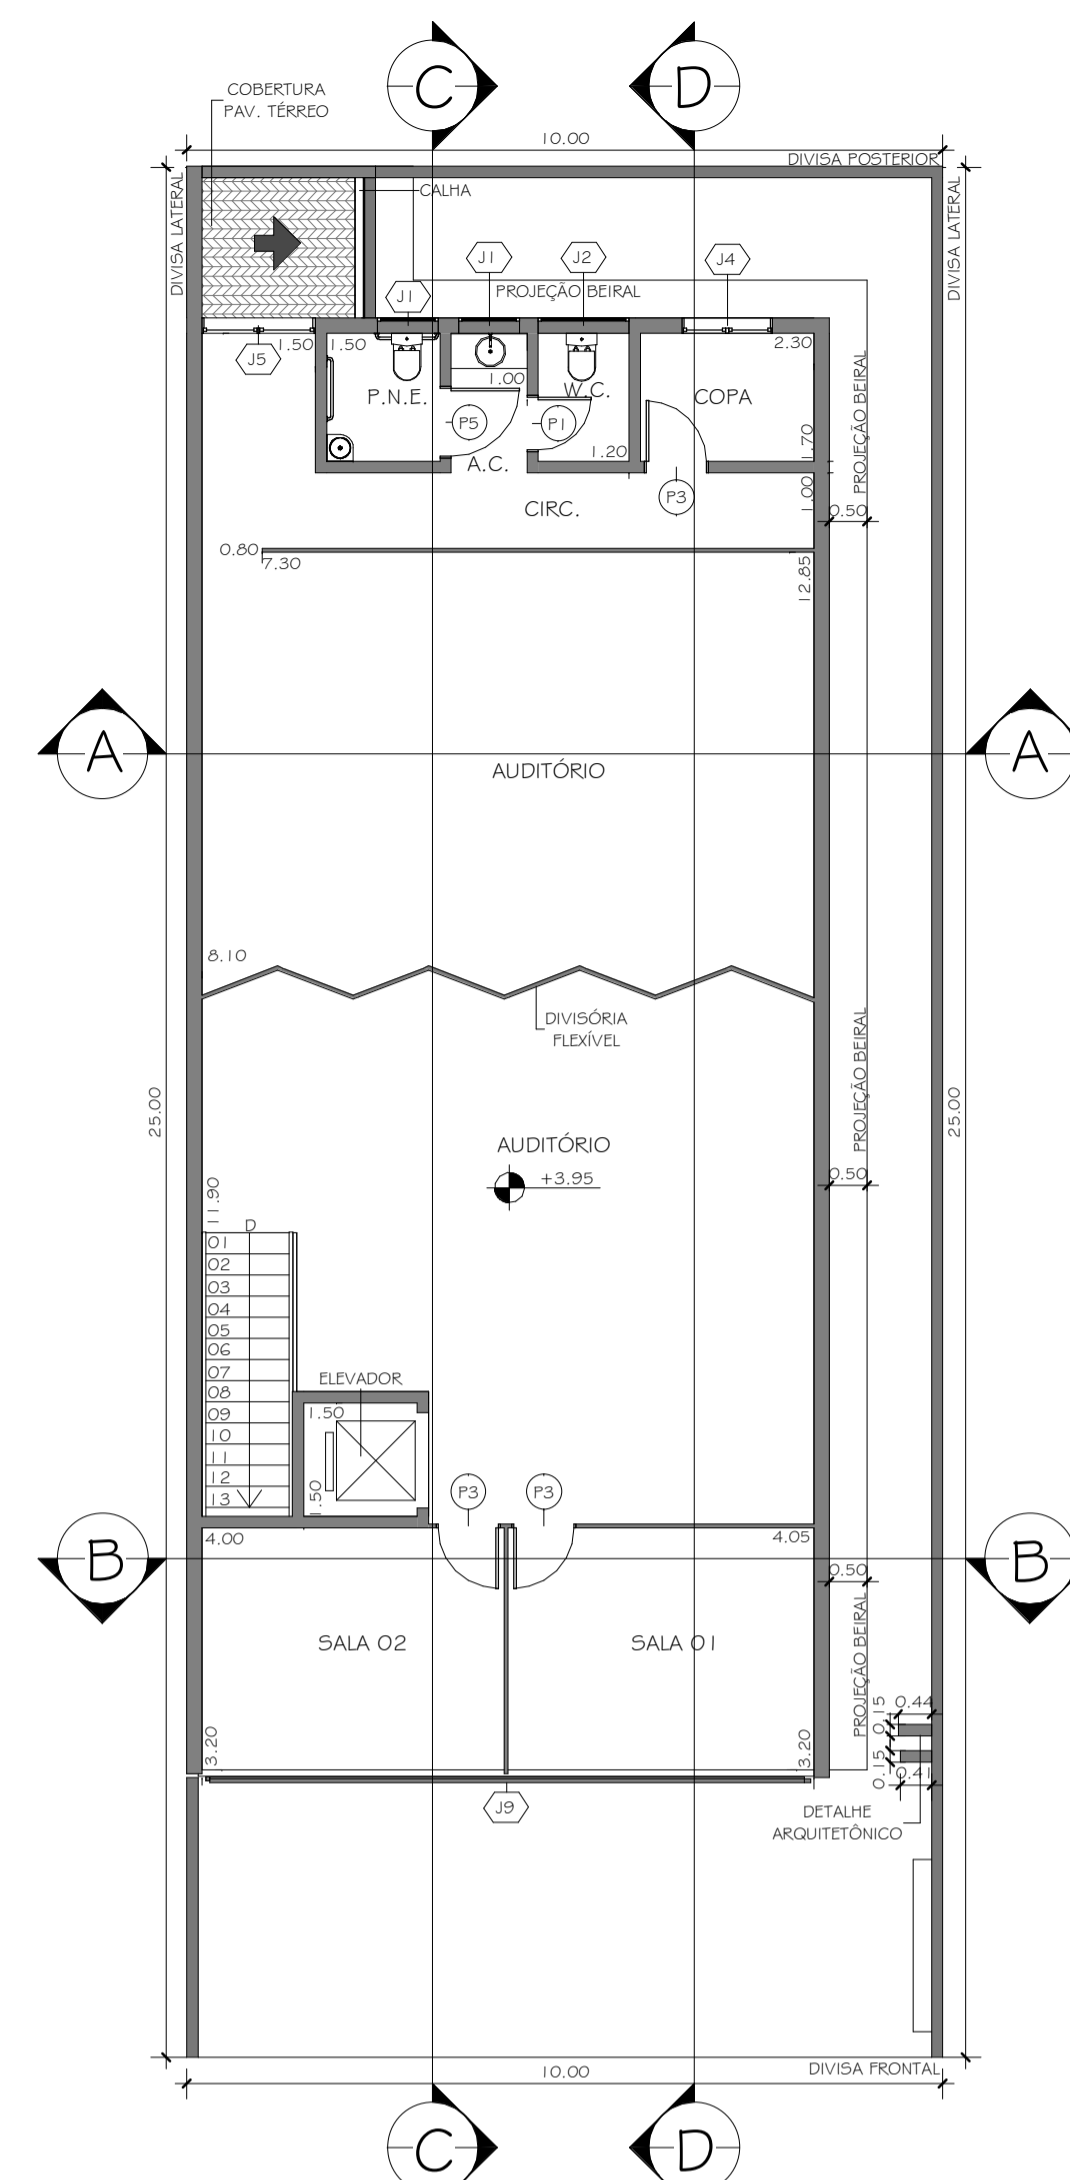 C
D
COBERTURA
PAV. TÉRREO
10.00
DIVISA POSTERIOR
DIVISA LATERAL
CALHA
DIVISA LATERAL
J1
J2
J4
J1
PROJEÇÃO BEIRAL
J5
1.50
1.50
2.30
1.00
P.N.E.
W.C.
COPA
P5
P1
1.20
1.70
PROJEÇÃO BEIRAL
A.C.
P3
1.00
0.50
CIRC.
0.80
7.30
12.85
A
A
AUDITÓRIO
8.10
DIVISÓRIA
FLEXÍVEL
PROJEÇÃO BEIRAL
25.00
25.00
AUDITÓRIO
+3.95
0.50
11.90
D
01
02
03
04
05
06
07
08
09
10
11
12
13
ELEVADOR
1.50
1.50
P3
P3
4.00
4.05
B
B
0.50
SALA 02
SALA 01
PROJEÇÃO BEIRAL
3.20
3.20
0.15
0.44
0.15
0.41
J9
DETALHE
ARQUITETÔNICO
10.00
DIVISA FRONTAL
C
D